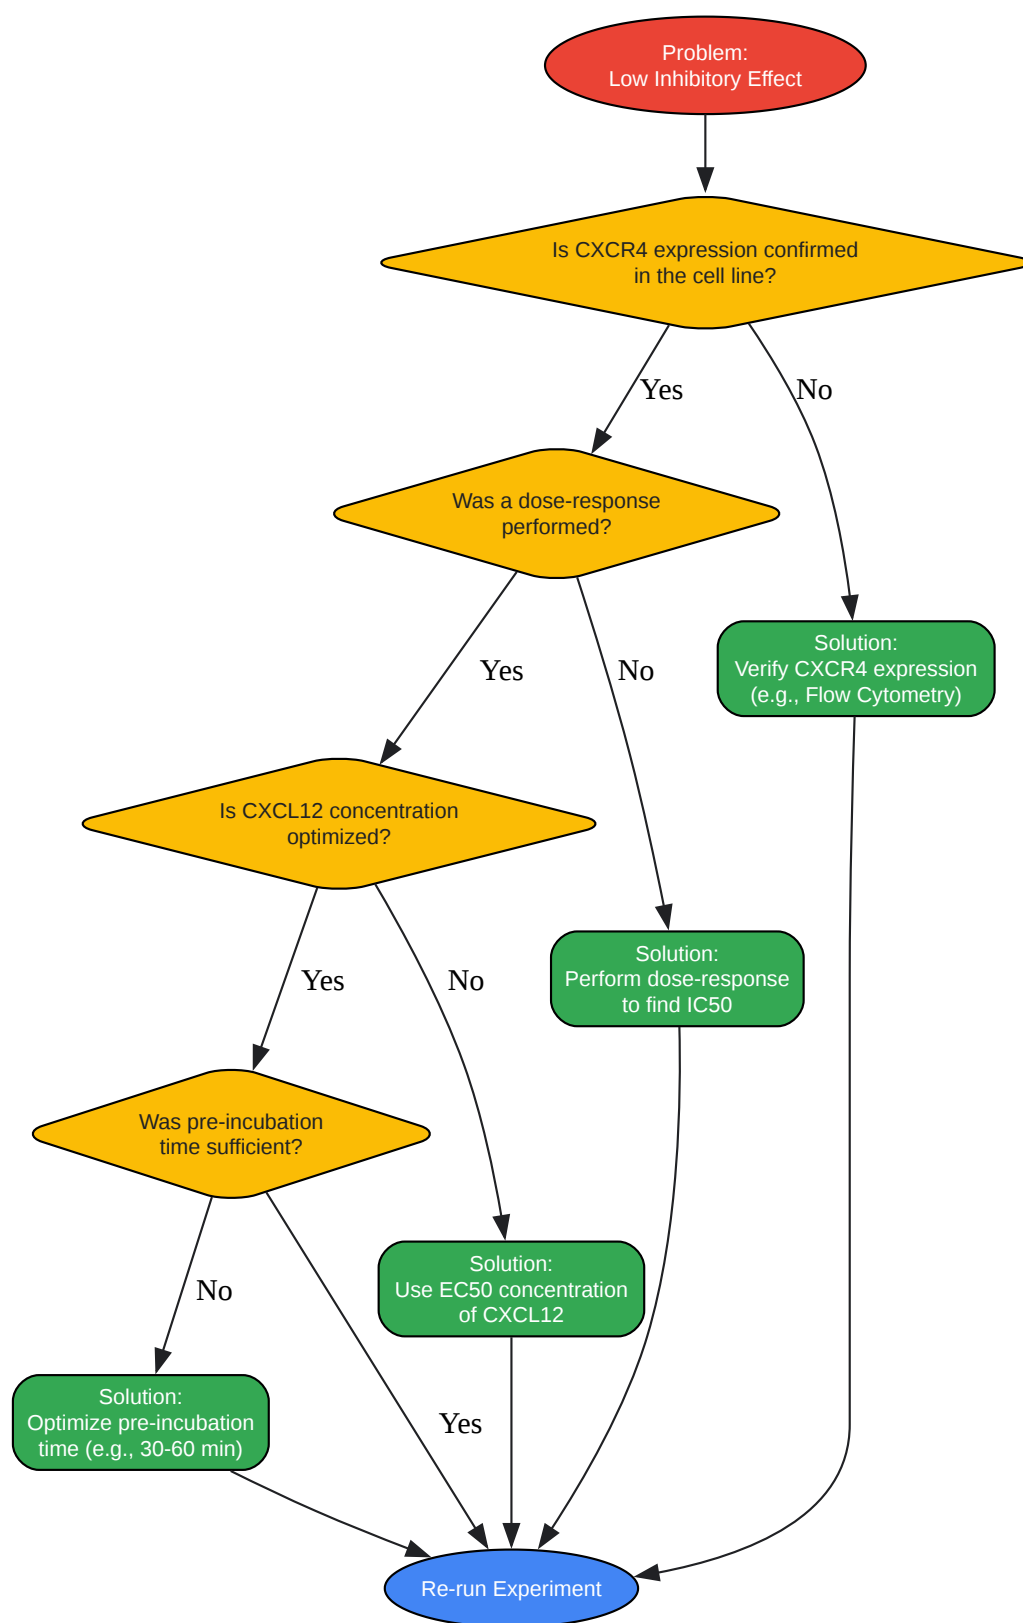 Problem:
Low Inhibitory Effect
Is CXCR4 expression confirmed
in the cell line?
Yes
No
Was a dose-response
performed?
Solution:
Verify CXCR4 expression
(e.g., Flow Cytometry)
Yes
No
Is CXCL12 concentration
optimized?
Solution:
Perform dose-response
to find IC50
Yes
No
Was pre-incubation
time sufficient?
Solution:
Use EC50 concentration
of CXCL12
No
Yes
Solution:
Optimize pre-incubation
time (e.g., 30-60 min)
Re-run Experiment